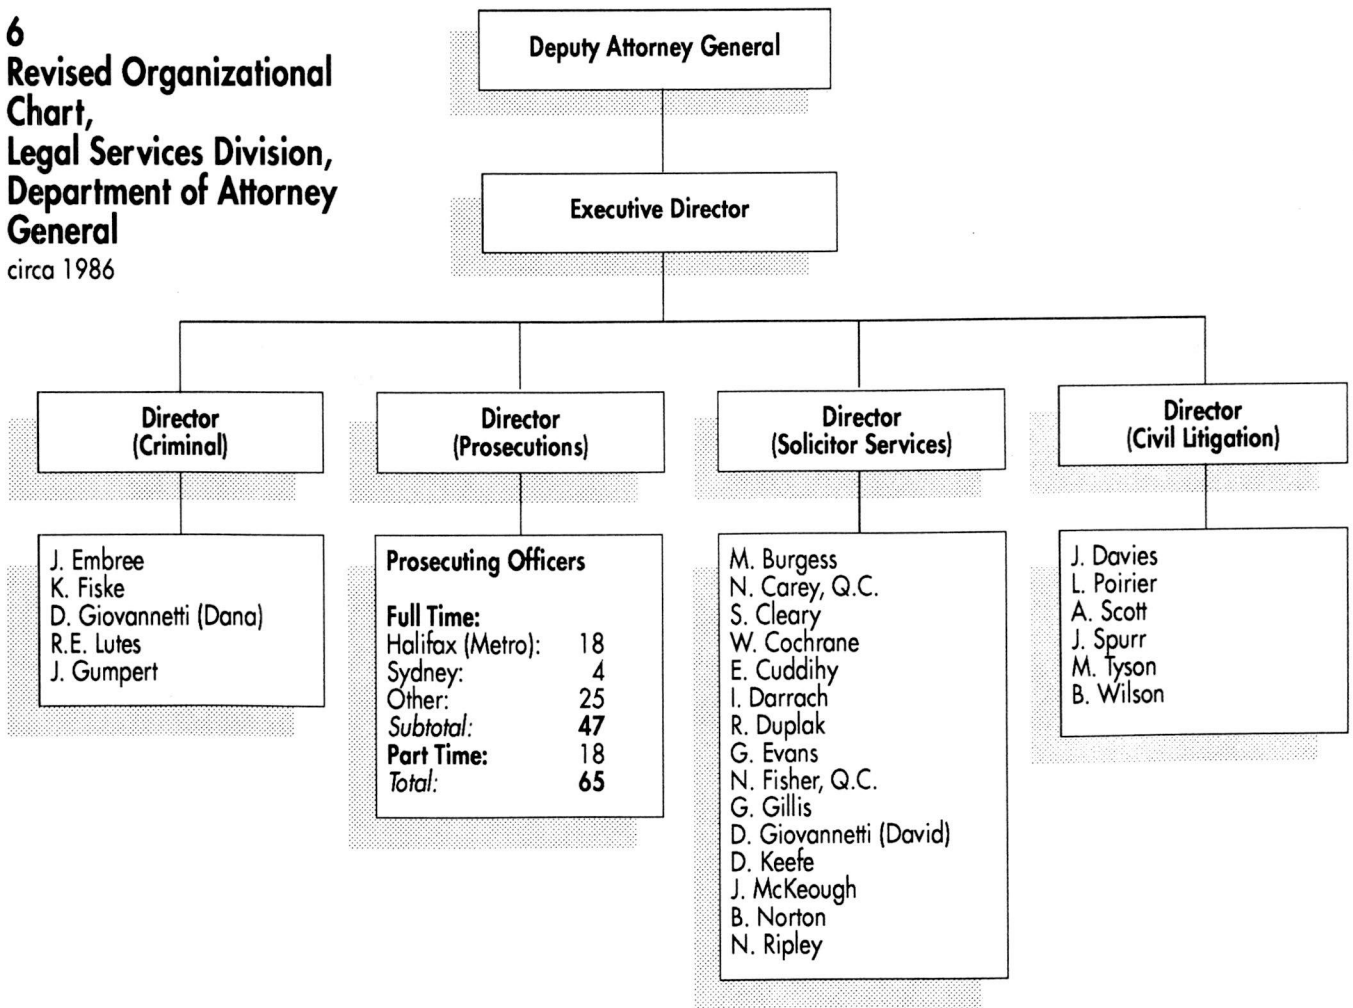 6
Revised Organizational
Chart,
Legal Services Division,
Department of Attorney
General
circa 1986
Deputy Attorney General
Executive Director
Director
(Criminal)
J. Embree
K. Fiske
D. Giovannetti (Dana)
R.E. Lutes
J. Gumpert
Director
(Prosecutions)
Prosecuting Officers
Full Time:
Halifax (Metro): 18
Sydney: 4
Other: 25
Subtotal: 47
Part Time: 18
Total: 65
Director
(Solicitor Services)
M. Burgess
N. Carey, Q.C.
S. Cleary
W. Cochrane
E. Cuddihy
I. Darrach
R. Duplak
G. Evans
N. Fisher, Q.C.
G. Gillis
D. Giovannetti (David)
D. Keefe
J. McKeough
B. Norton
N. Ripley
Director
(Civil Litigation)
J. Davies
L. Poirier
A. Scott
J. Spurr
M. Tyson
B. Wilson